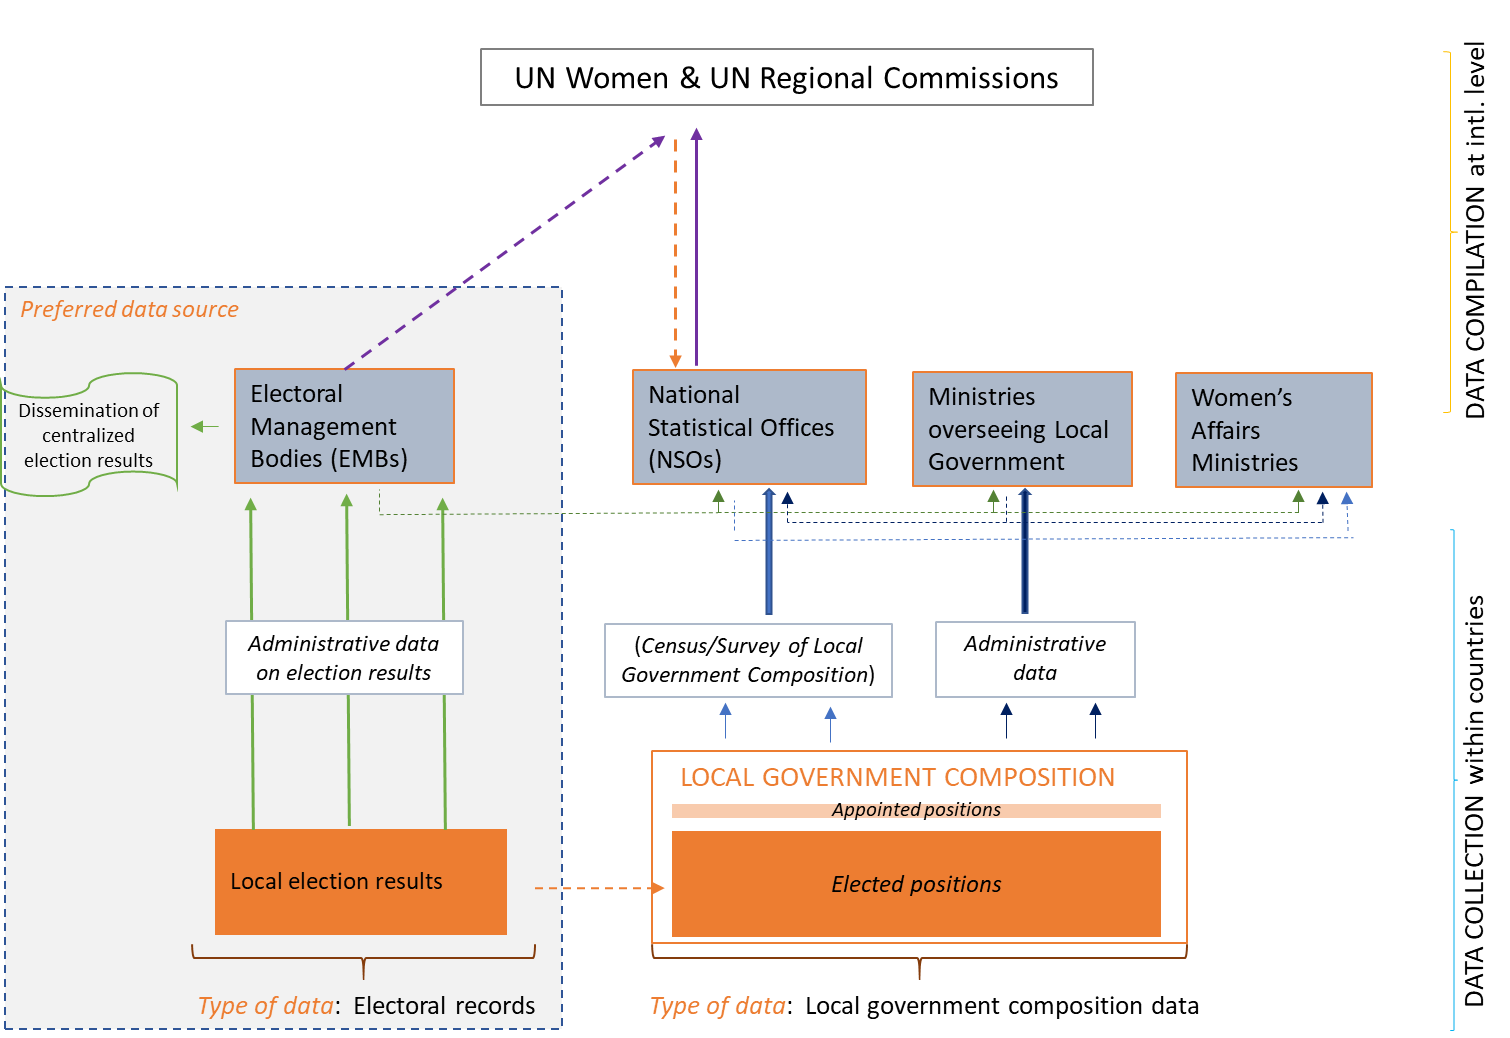 UN Women & UN Regional Commissions
DATA COMPILATION at intl. level
Preferred data source
Dissemination of
centralized
election results
Electoral
Management
Bodies (EMBs)
National
Statistical Offices
(NSOs)
Ministries
overseeing Local
Government
Women’s
Affairs
Ministries
Administrative data
on election results
(Census/Survey of Local
Government Composition)
Administrative
data
DATA COLLECTION within countries
LOCAL GOVERNMENT COMPOSITION
Appointed positions
Local election results
Elected positions
Type of data: Electoral records
Type of data: Local government composition data